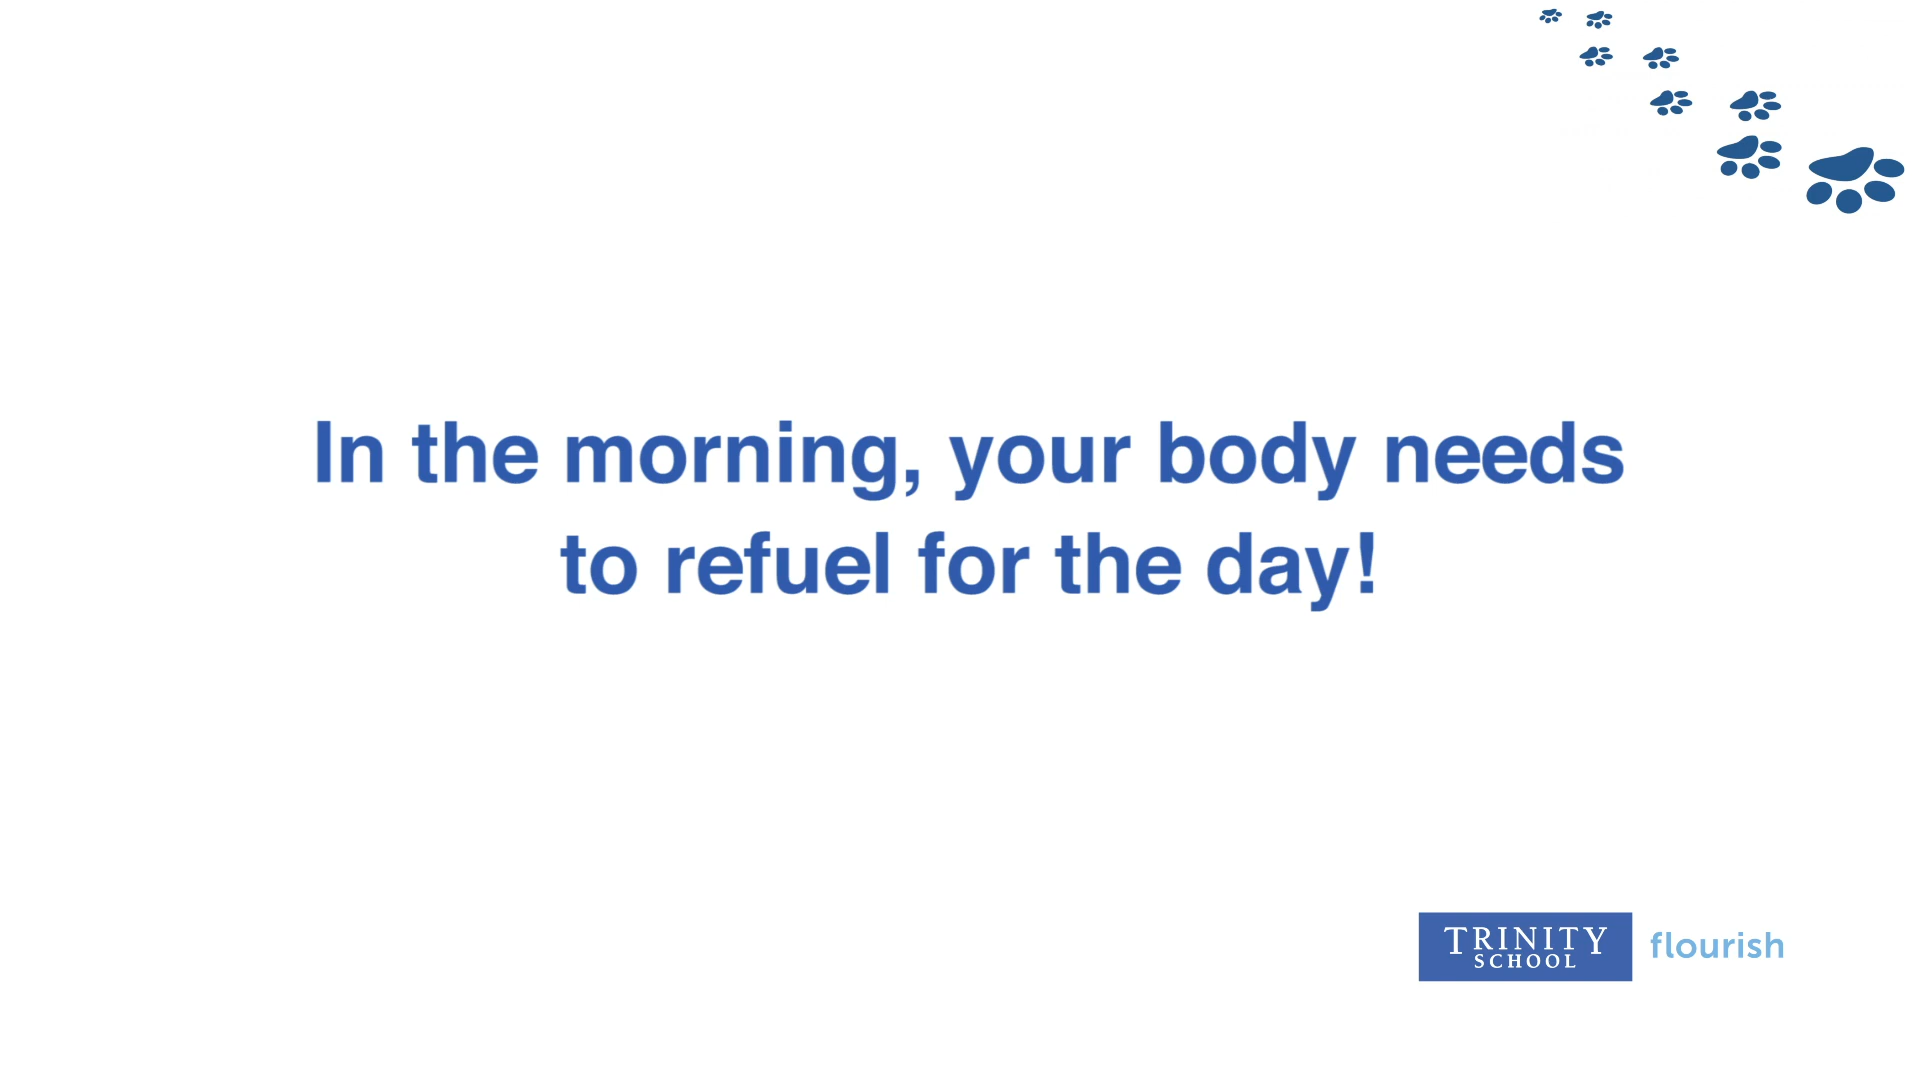 In the morning, your body needs
to refuel for the day!
TRINITY
SCHOOL
flourish